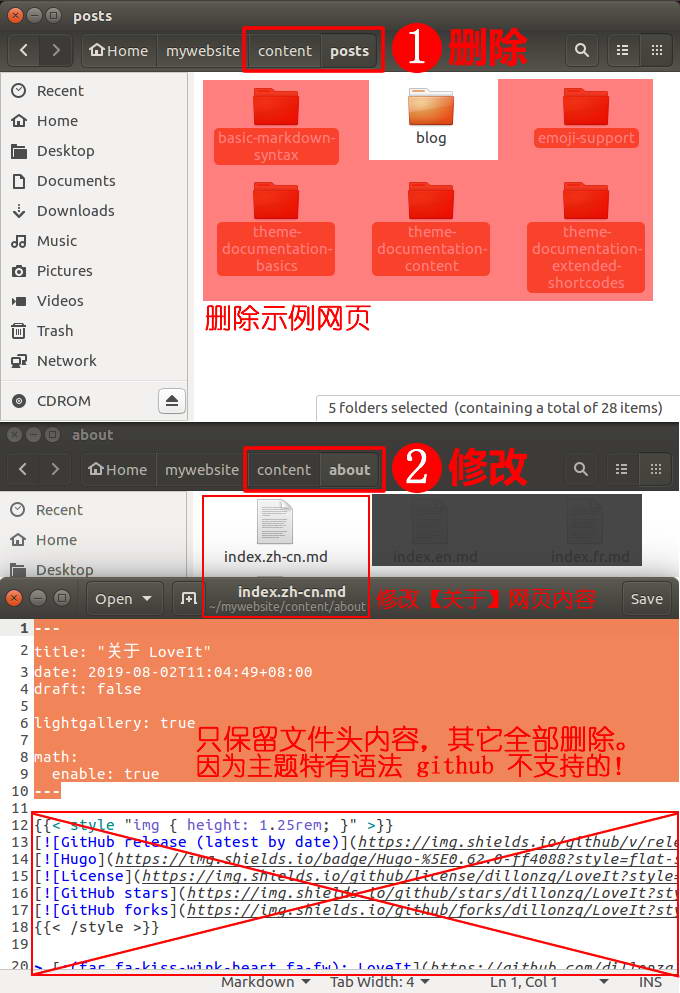 posts
Home
mywebsite
content
posts
1 删除
Recent
Home
Desktop
Documents
Downloads
Music
Pictures
Videos
Trash
Network
CDROM
basic-markdown-
syntax
blog
emoji-support
theme-
documentation-
basics
theme-
documentation-
content
theme-
documentation-
extended-
shortcodes
删除示例网页
5 folders selected (containing a total of 28 items)
about
Home
mywebsite
content
about
2 修改
Recent
Home
Desktop
index.zh-cn.md
index.en.md
index.fr.md
Open
index.zh-cn.md
~/mywebsite/content/about
修改【关于】网页内容
Save
1 ---
2 title: "关于 LoveIt"
3 date: 2019-08-02T11:04:49+08:00
4 draft: false
5
6 lightgallery: true
7
8 math:
9 enable: true
10 ---
只保留文件头内容，其它全部删除。
因为主题特有语法 github 不支持的！
11
12 {{< style "img { height: 1.25rem; }" >}}
13 [![GitHub release (latest by date)](https://img.shields.io/github/v/rele
14 [![Hugo](https://img.shields.io/badge/Hugo-%5E0.62.0-ff4088?style=flat-s
15 [![License](https://img.shields.io/github/license/dillonzq/LoveIt?style=
16 [![GitHub stars](https://img.shields.io/github/stars/dillonzq/LoveIt?sty
17 [![GitHub forks](https://img.shields.io/github/forks/dillonzq/LoveIt?sty
18 {{< /style >}}
19
20 > [:(far fa-kiss-wink-heart fa-fw): LoveIt](https://github.com/dillonzq
Markdown
Tab Width: 4
Ln 1, Col 1
INS